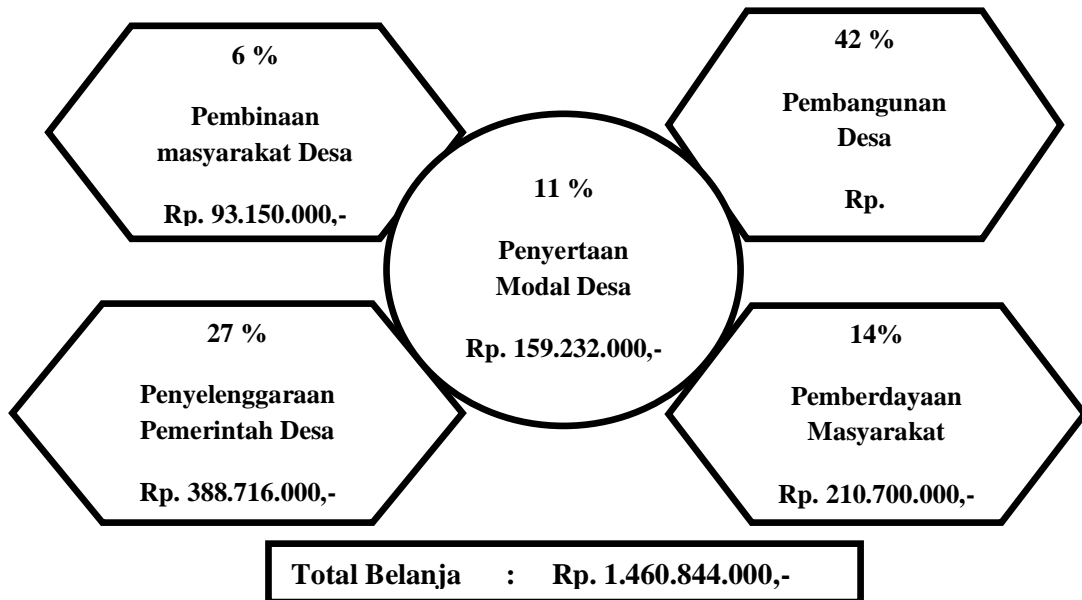 6 %
Pembinaan
masyarakat Desa
Rp. 93.150.000,-
42 %
Pembangunan
Desa
Rp.
11 %
Penyertaan
Modal Desa
Rp. 159.232.000,-
27 %
Penyelenggaraan
Pemerintah Desa
Rp. 388.716.000,-
14%
Pemberdayaan
Masyarakat
Rp. 210.700.000,-
Total Belanja : Rp. 1.460.844.000,-